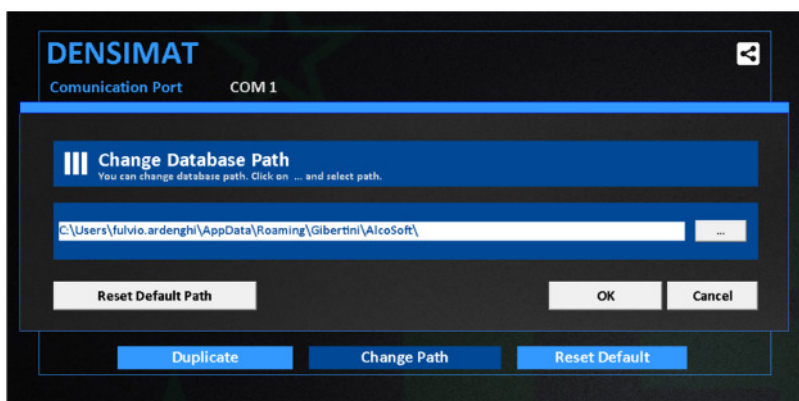 DENSIMAT
Comunication Port COM 1
Change Database Path
You can change database path. Click on ... and select path.
C:\Users\fulvio.ardenghi\AppData\Roaming\Gibertini\AlcoSoft\
...
Reset Default Path OK Cancel
Duplicate Change Path Reset Default